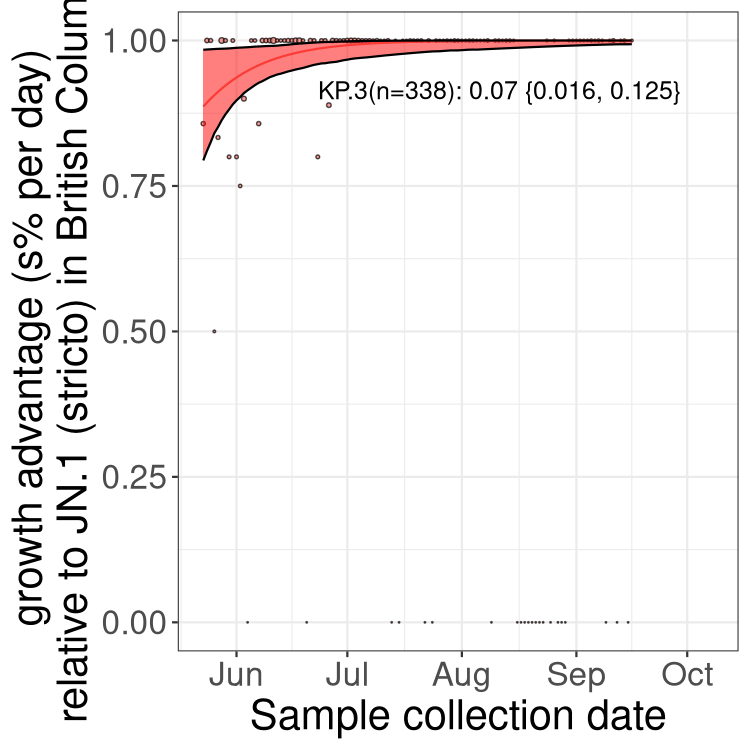 growth advantage (s% per day)
relative to JN.1 (stricto) in British Colum
1.00
0.75
0.50
0.25
0.00
KP.3(n=338): 0.07 {0.016, 0.125}
Jun Jul Aug Sep Oct
Sample collection date